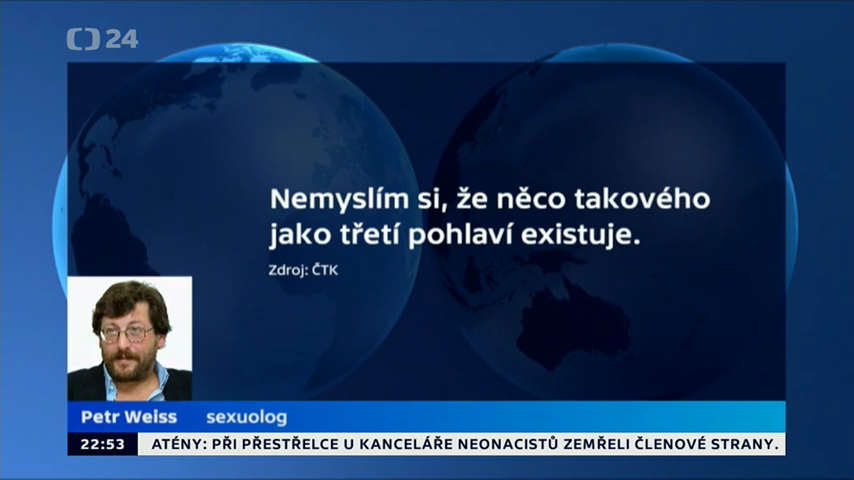 24
Nemyslím si, že něco takového
jako třetí pohlaví existuje.
Zdroj: ČTK
Petr Weiss sexuolog
22:53 ATÉNY: PŘI PŘESTŘELCE U KANCELÁŘE NEONACISTŮ ZEMŘELI ČLENOVÉ STRANY.